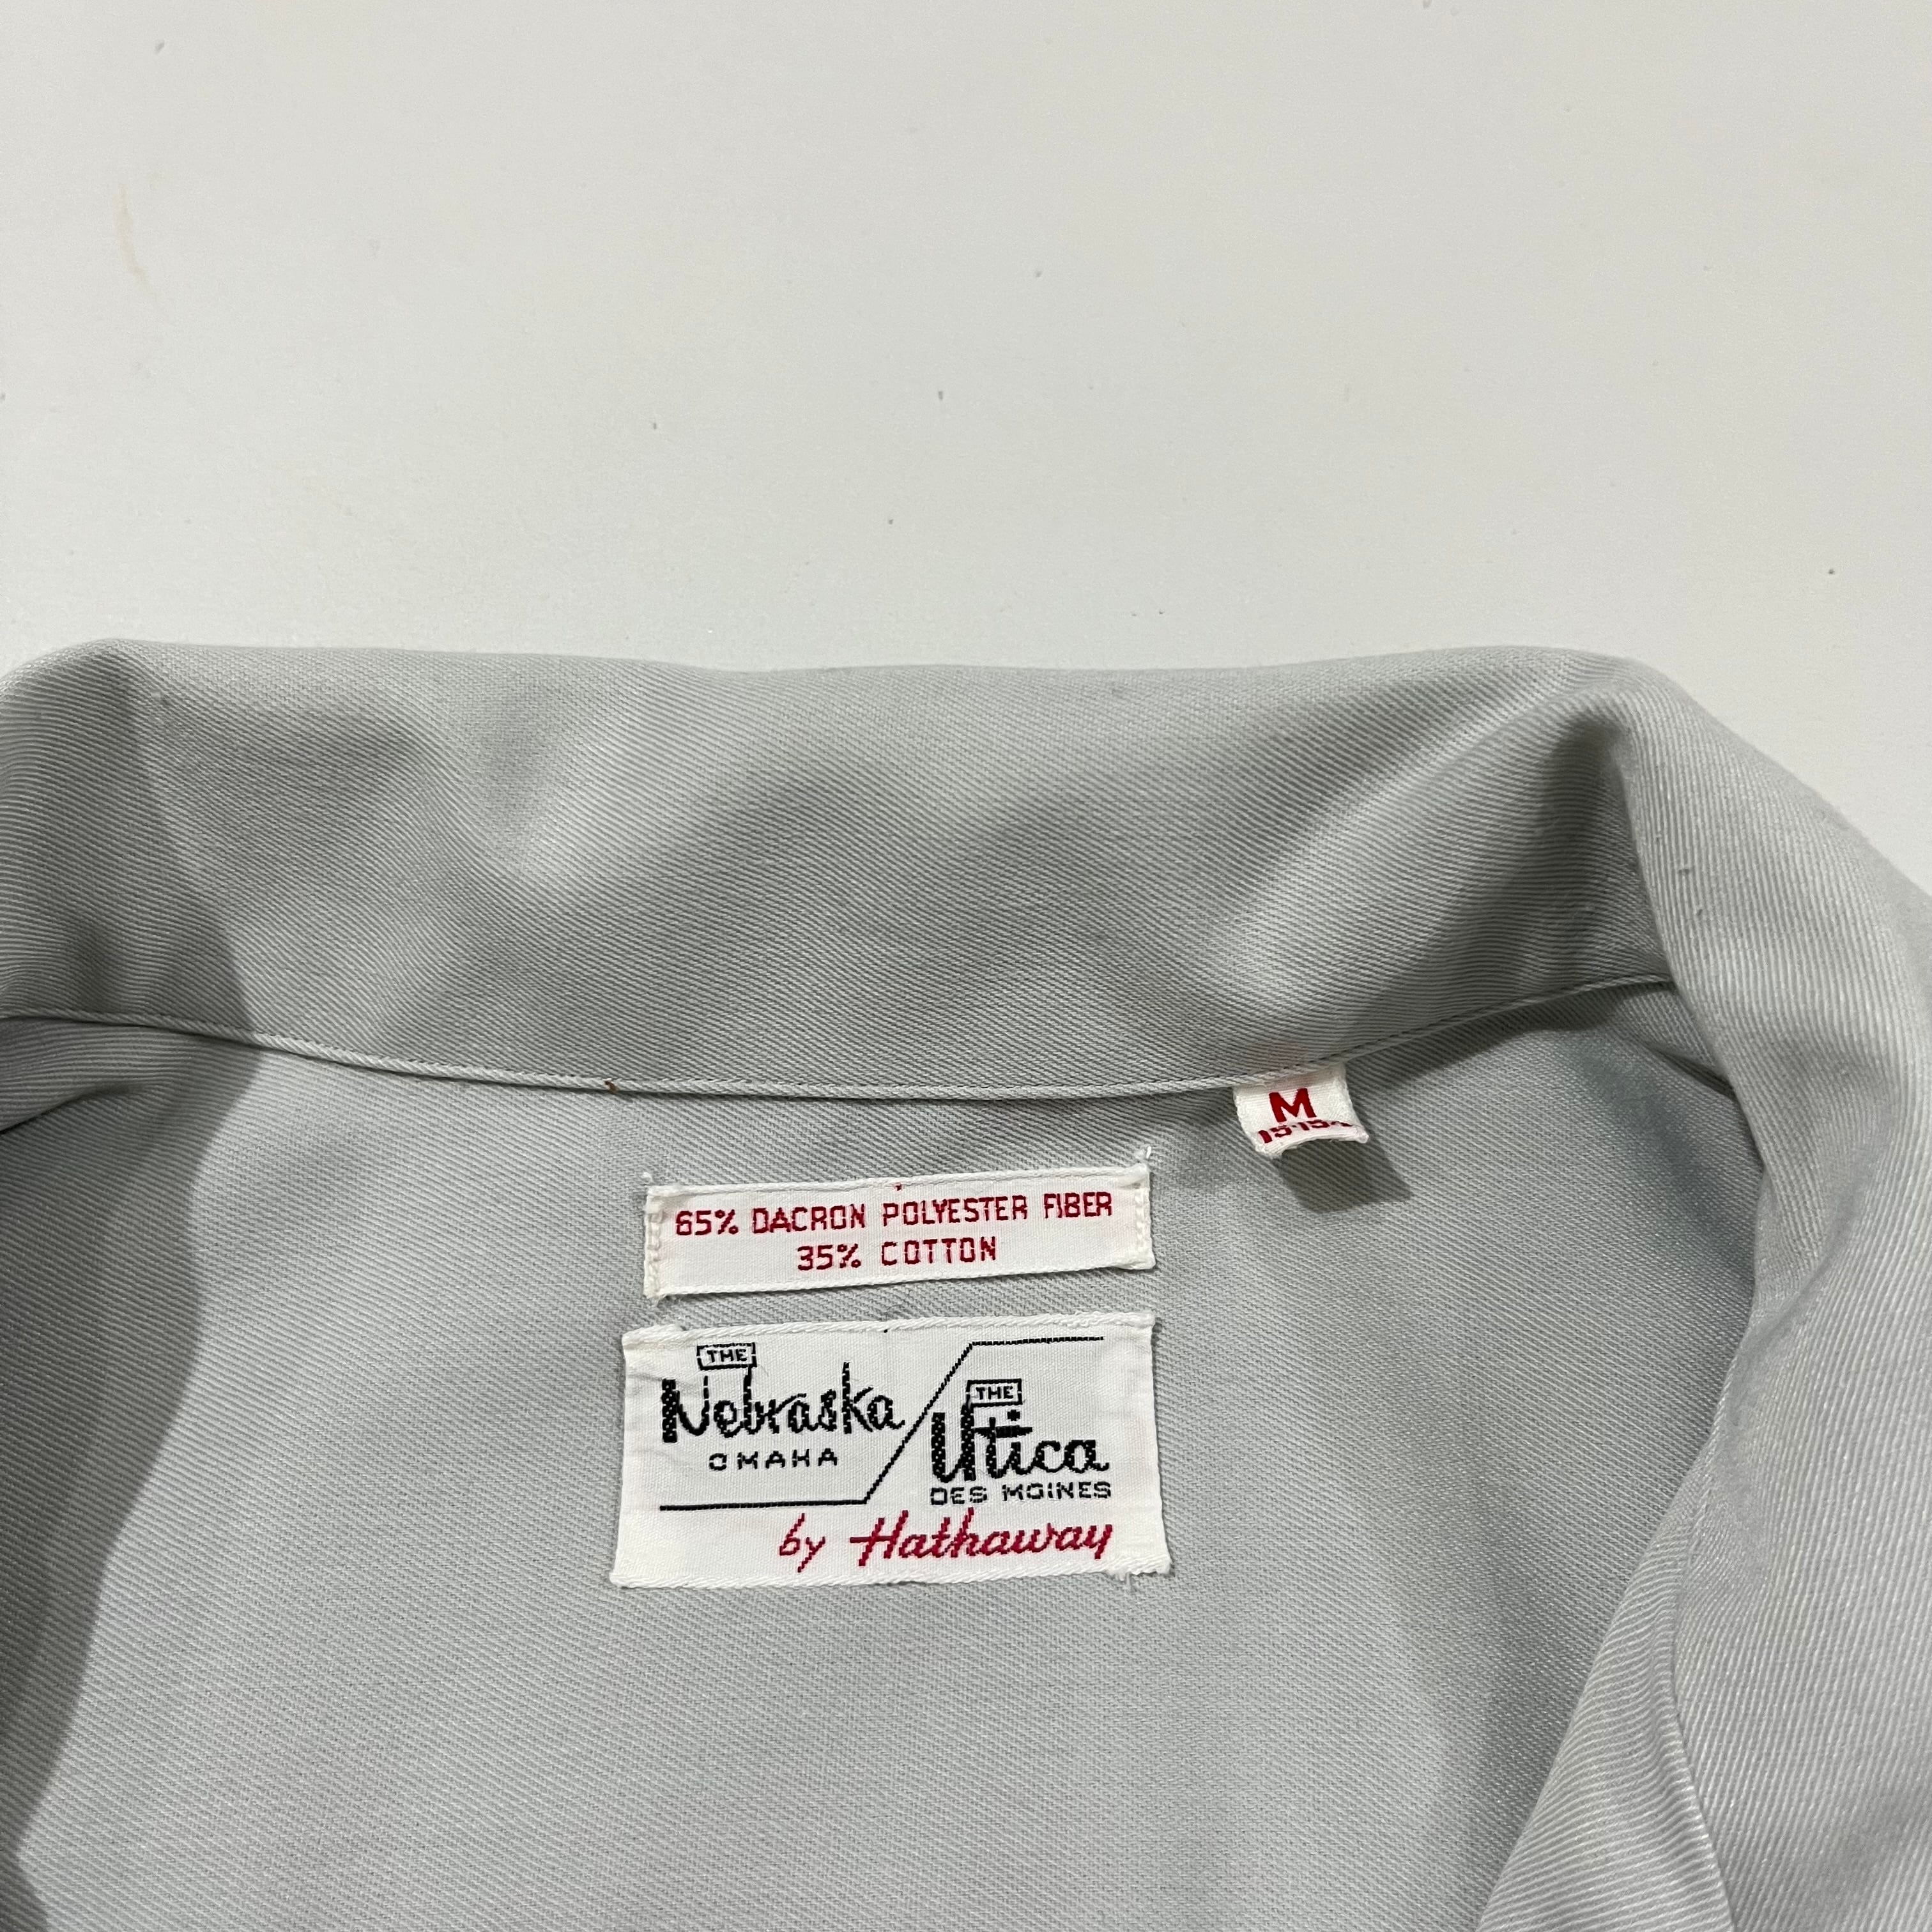 M
65% DACRON POLYESTER FIBER
35% COTTON
THE
Nebraska
OMAHA
THE
Utica
DES MOINES
by Hathaway